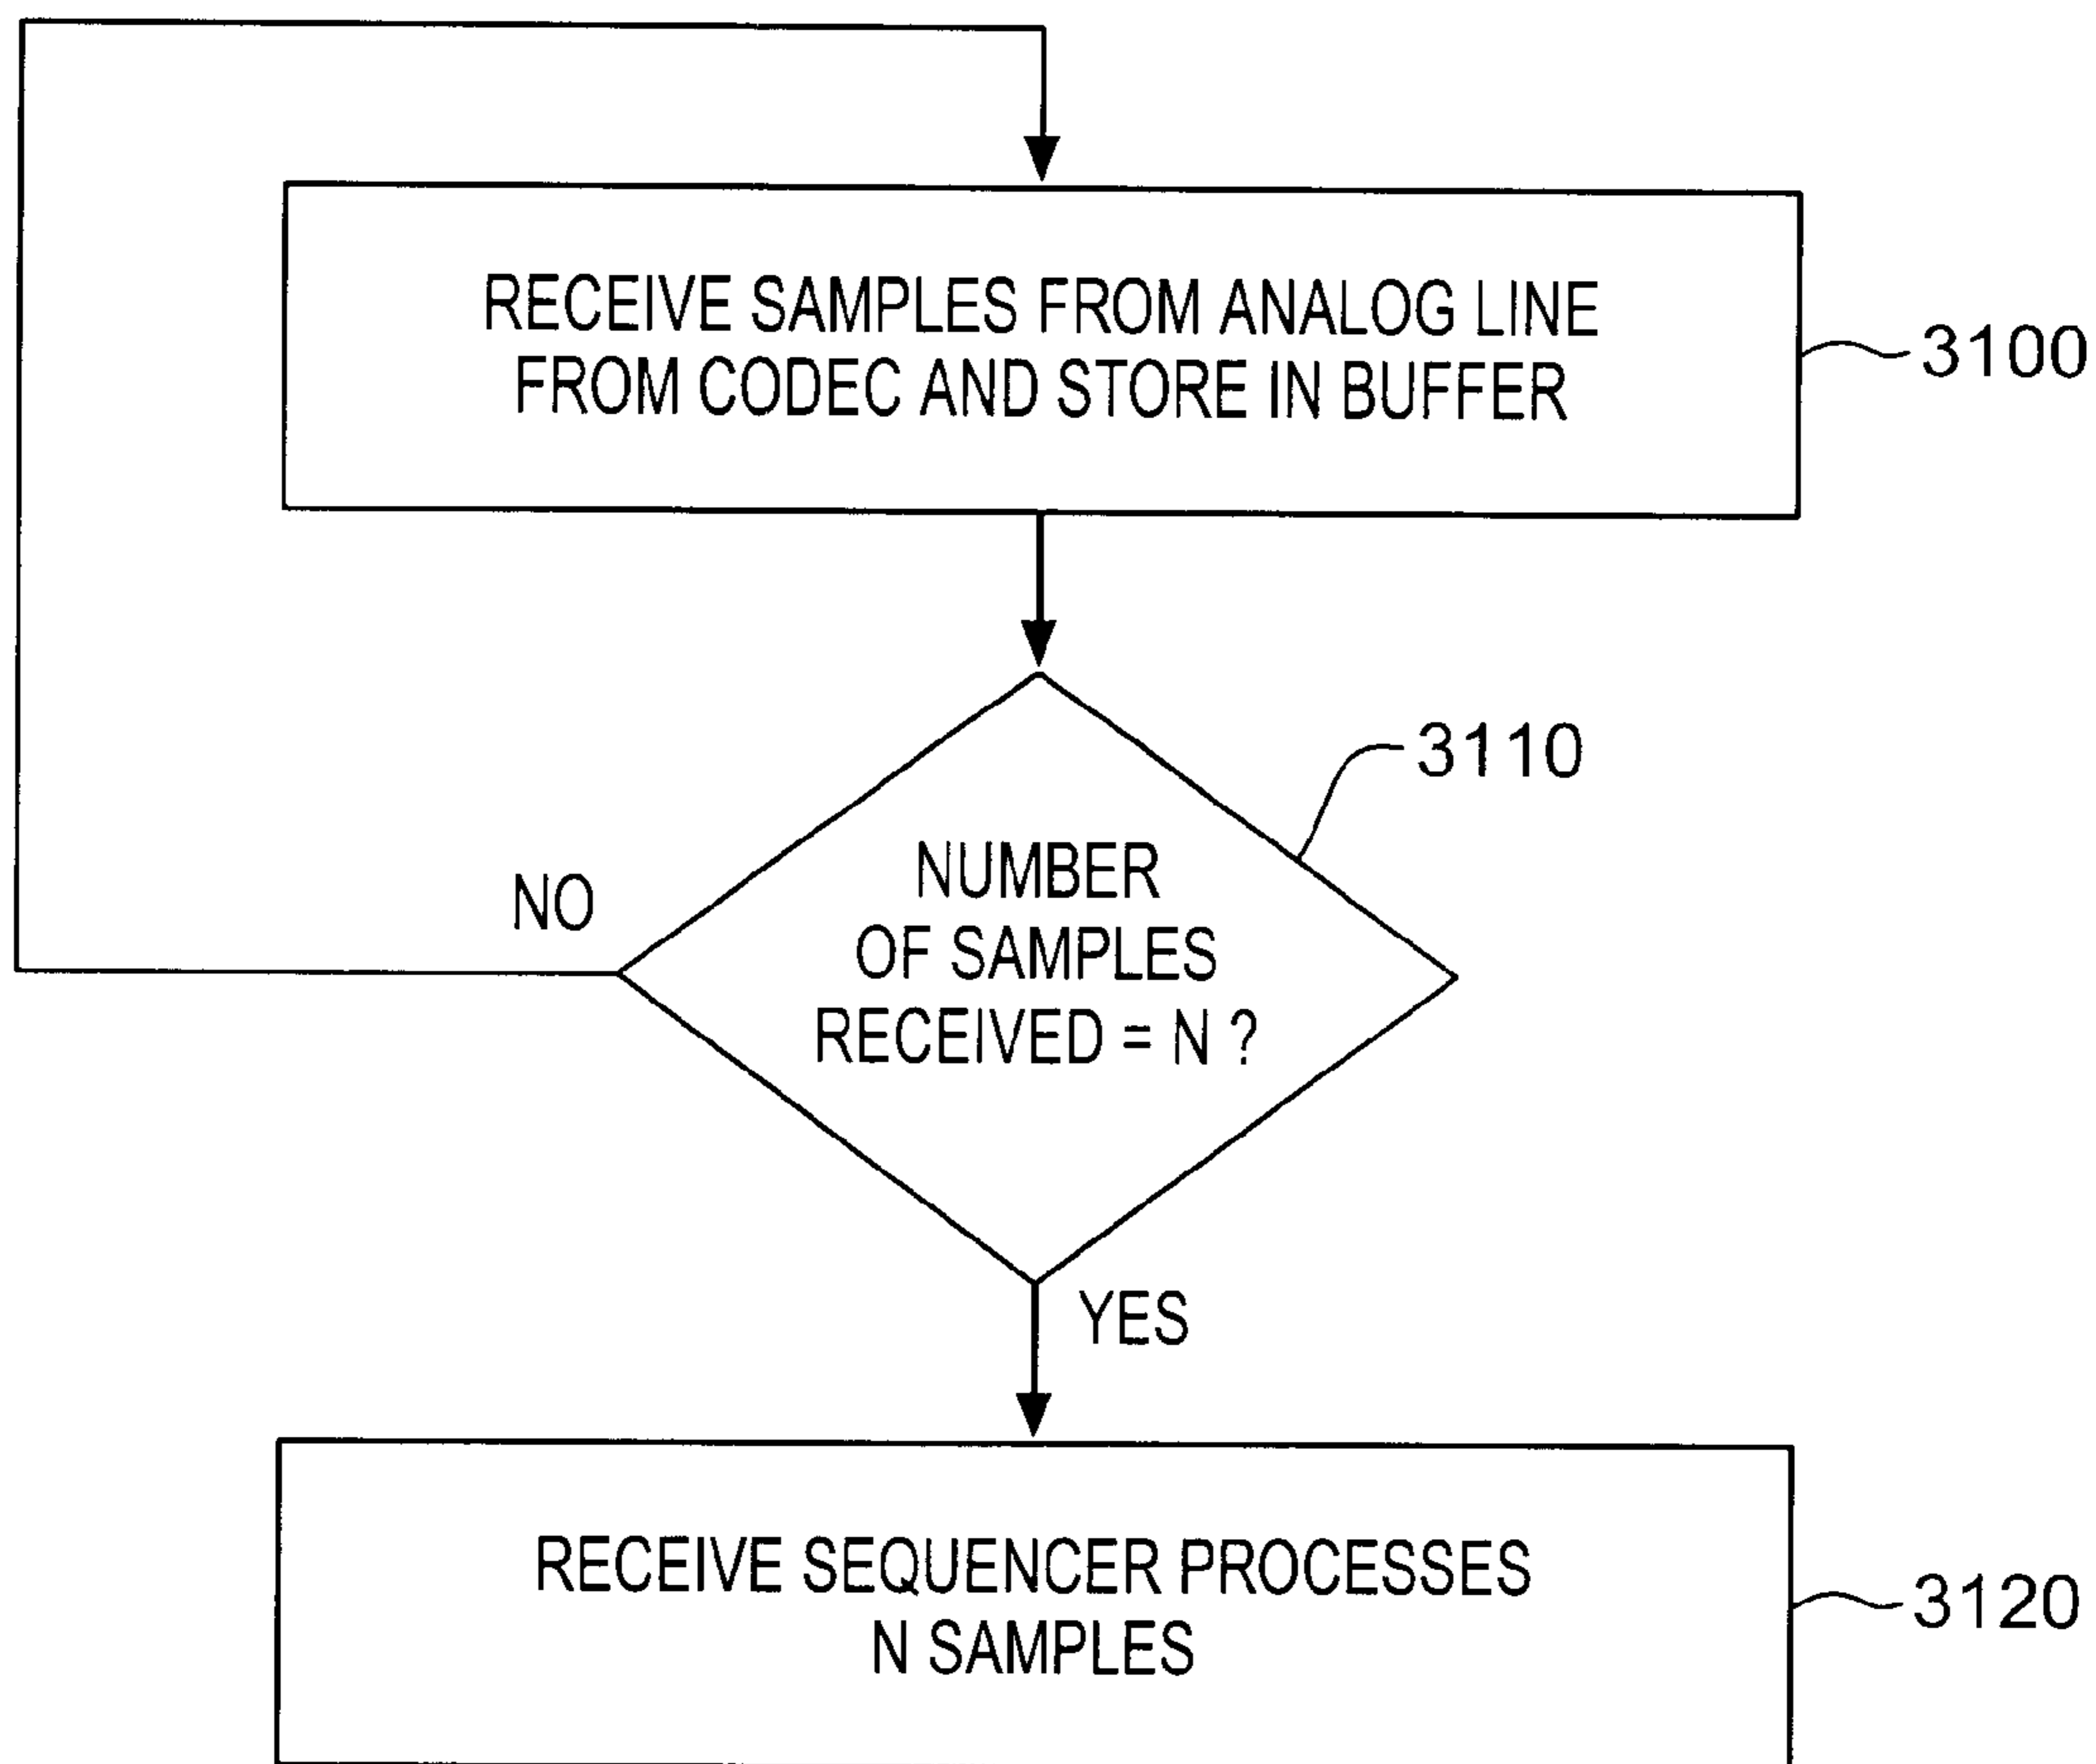 RECEIVE SAMPLES FROM ANALOG LINE
FROM CODEC AND STORE IN BUFFER
3100
3110
NUMBER
OF SAMPLES
RECEIVED = N ?
NO
YES
RECEIVE SEQUENCER PROCESSES
N SAMPLES
3120